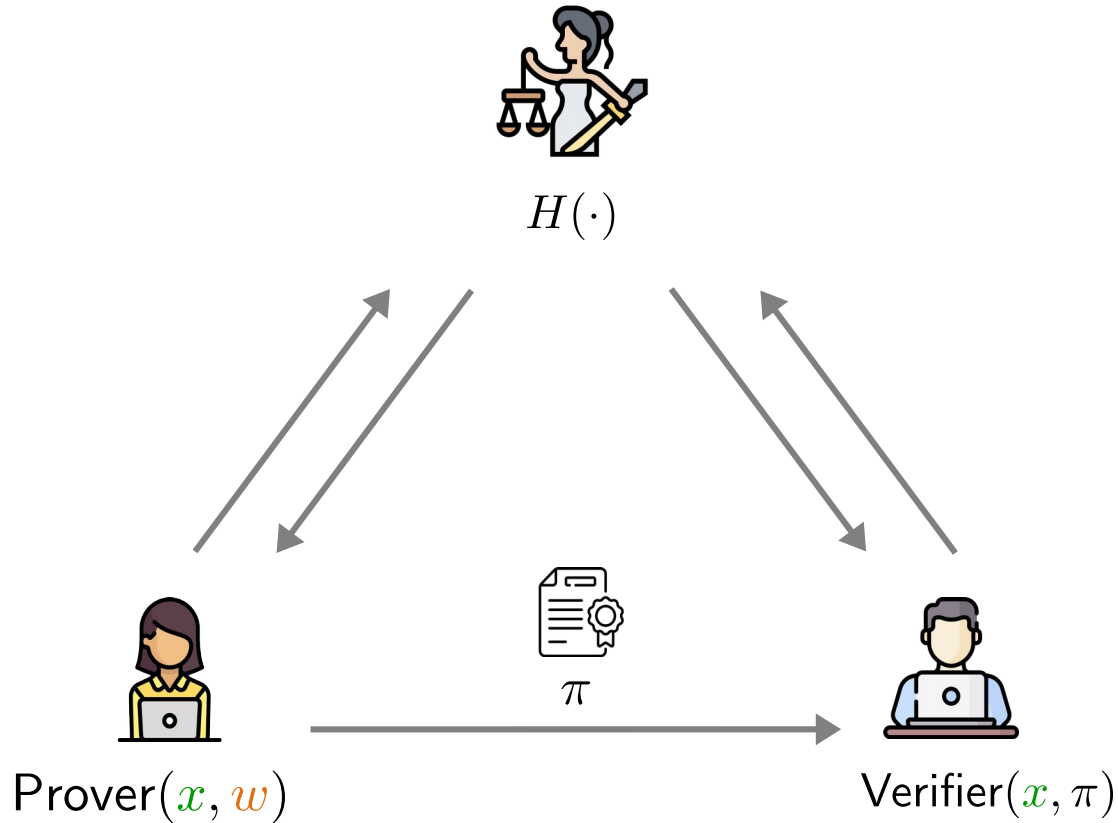 H(·)
π
Prover(x, w)
Verifier(x, π)